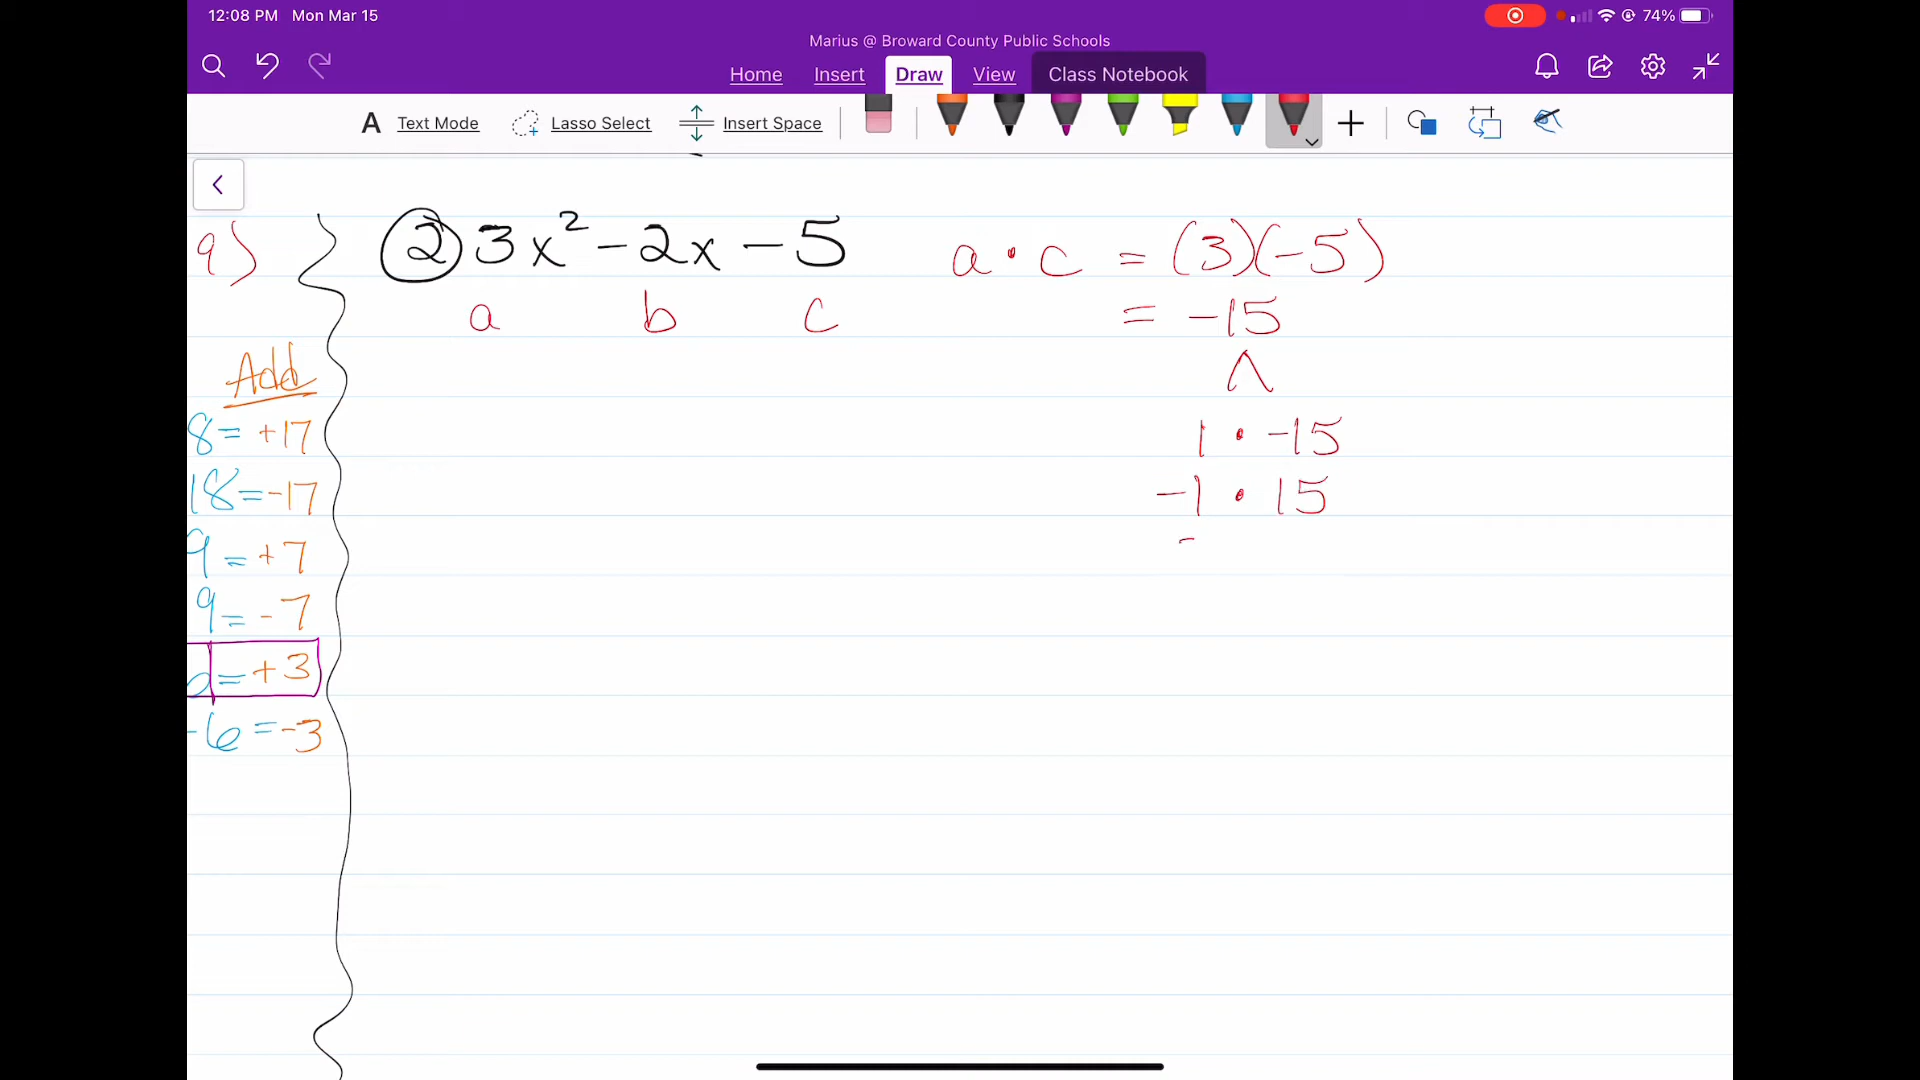 12:08 PM Mon Mar 15
74%
Marius @ Broward County Public Schools
Home Insert Draw View Class Notebook
A Text Mode Lasso Select Insert Space
9)
Add
8= +17
18=-17
9= +7
9= -7
= +3
-6=-3
2 3x² -2x -5
a b c
a · c = (3)(-5)
= -15
1 · -15
-1 · 15